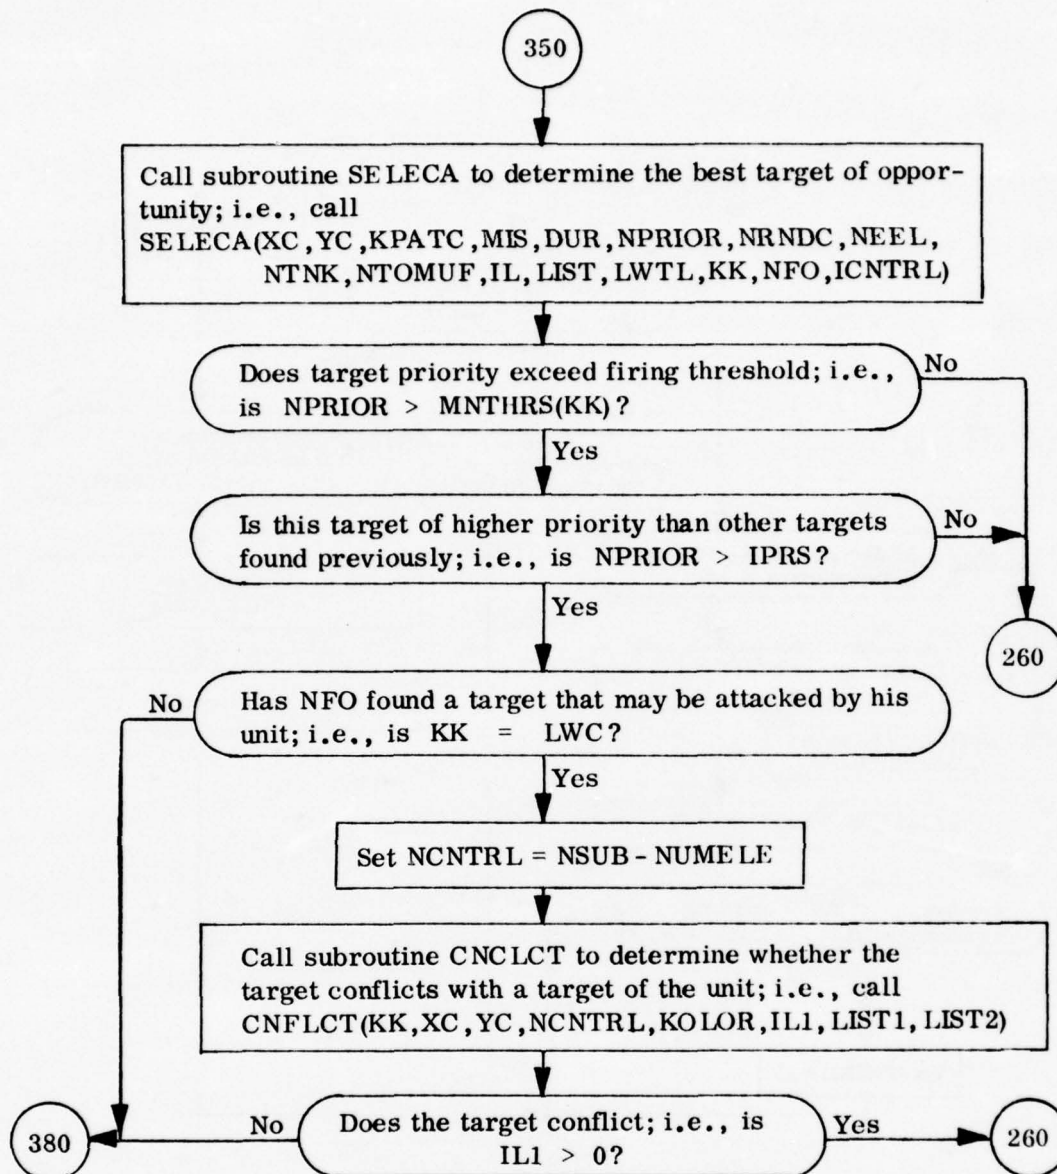 350
Call subroutine SELECA to determine the best target of oppor-
tunity; i.e., call
SELECA(XC,YC,KPATC,MIS,DUR,NPRIOR,NRNDC,NEEL,
NTNK,NTOMUF,IL,LIST,LWTL,KK,NFO,ICNTRL)
Does target priority exceed firing threshold; i.e.,
is NPRIOR > MNTHRS(KK)?
No
Yes
Is this target of higher priority than other targets
found previously; i.e., is NPRIOR > IPRS?
No
Yes
260
Has NFO found a target that may be attacked by his
unit; i.e., is KK = LWC?
No
Yes
Set NCNTRL = NSUB - NUMELE
Call subroutine CNCLCT to determine whether the
target conflicts with a target of the unit; i.e., call
CNFLCT(KK,XC,YC,NCNTRL,KOLOR,IL1,LIST1,LIST2)
380
No
Does the target conflict; i.e., is
IL1 > 0?
Yes
260